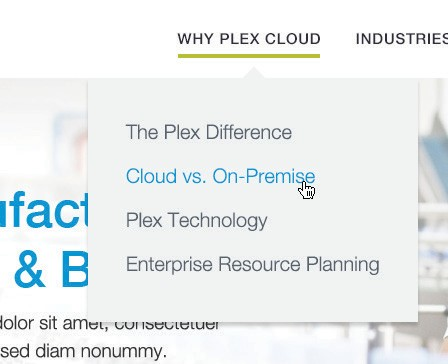 WHY PLEX CLOUD
INDUSTRIES
The Plex Difference
Cloud vs. On-Premise
Plex Technology
Enterprise Resource Planning
ufact
& B
dolor sit amet, consectetuer
sed diam nonummy.